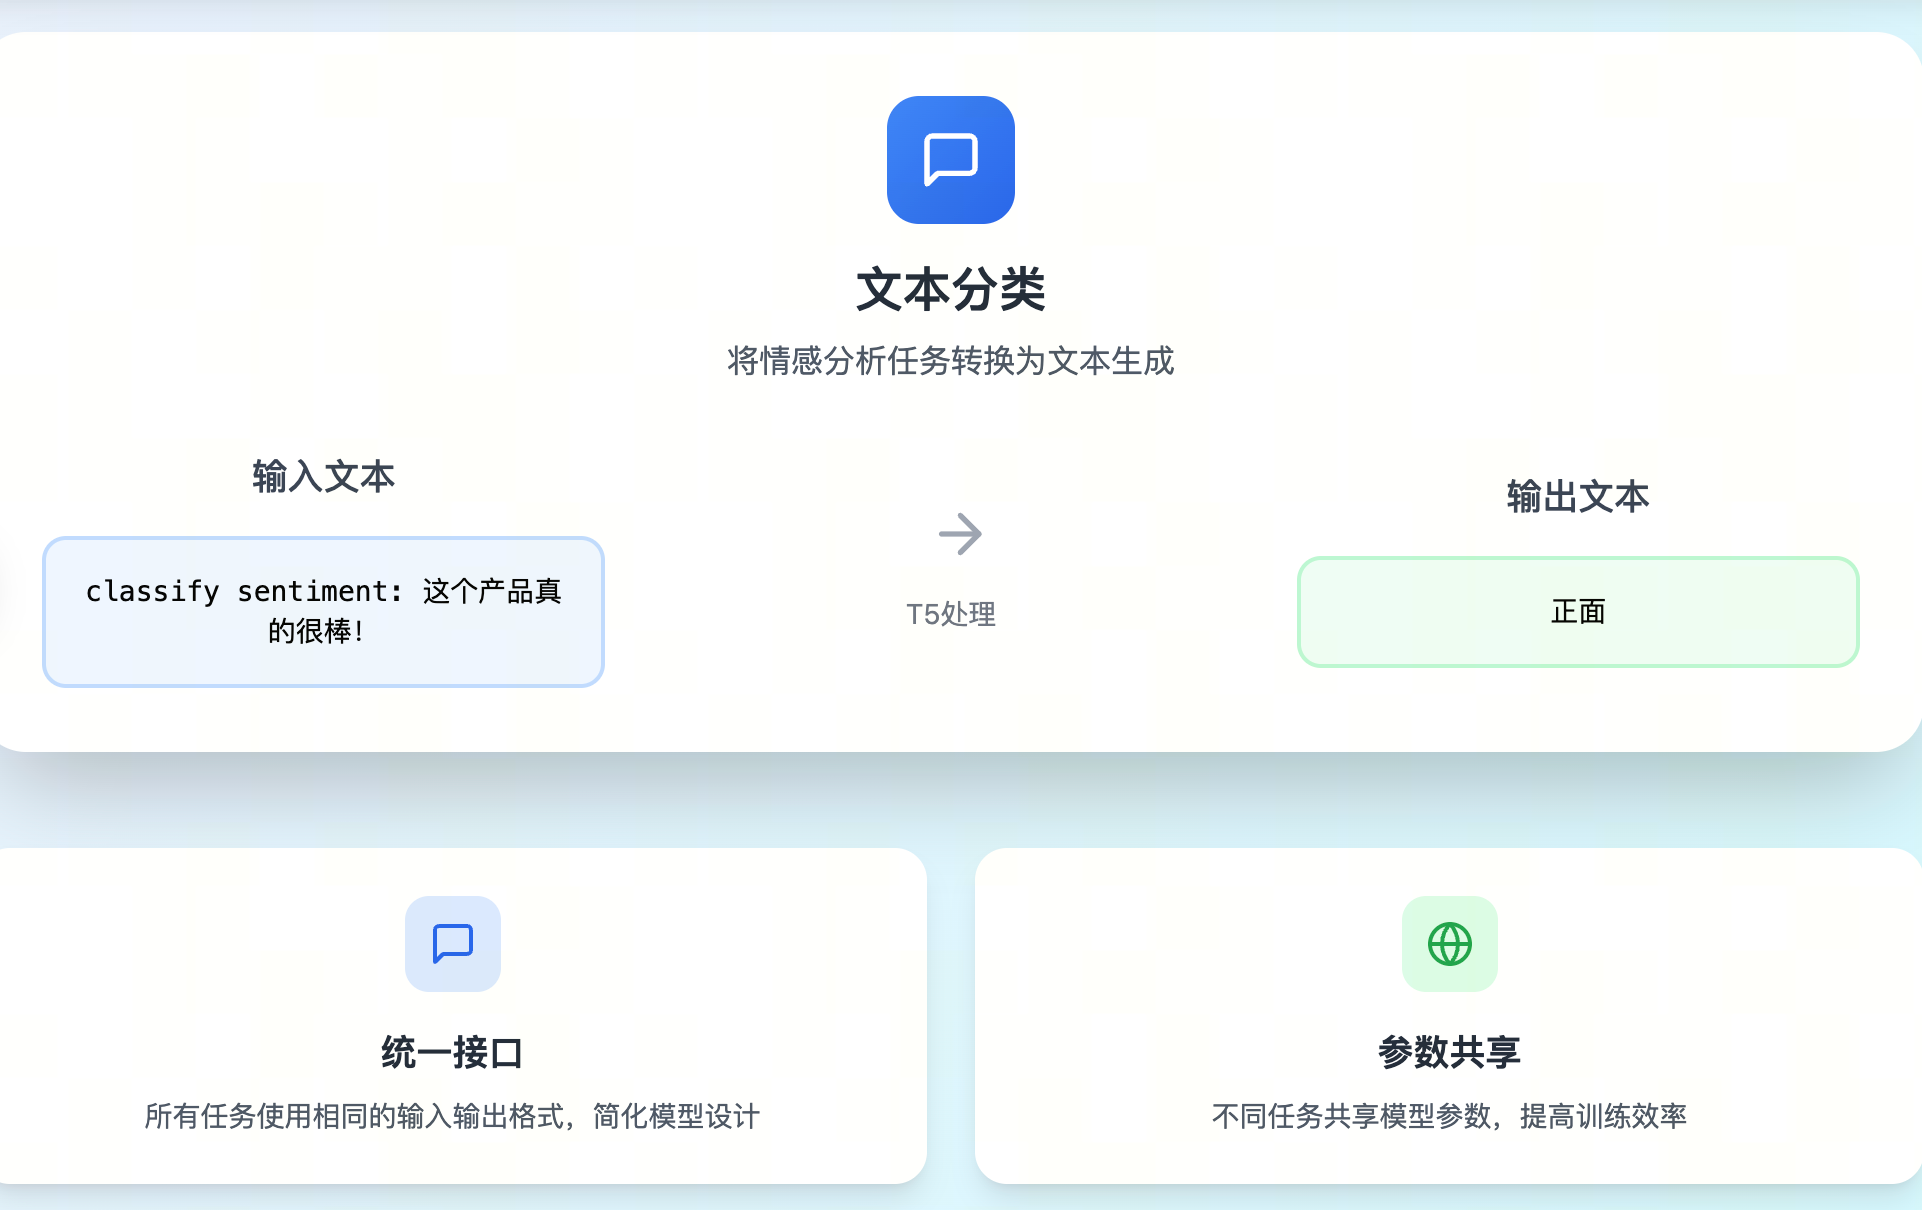 文本分类
将情感分析任务转换为文本生成
输入文本
classify sentiment: 这个产品真
的很棒!
T5处理
输出文本
正面
统一接口
所有任务使用相同的输入输出格式，简化模型设计
参数共享
不同任务共享模型参数，提高训练效率